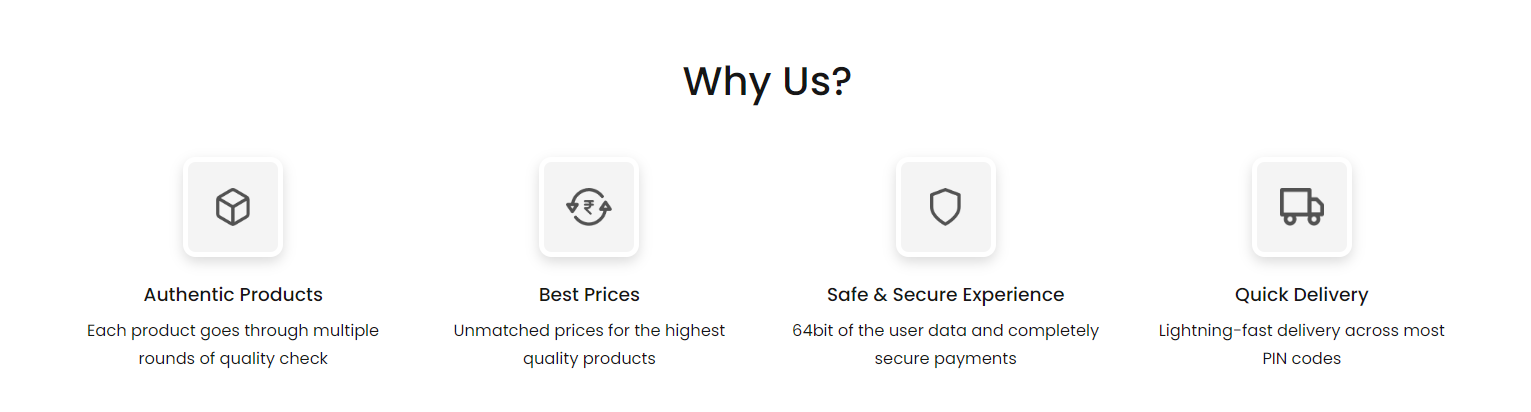 Why Us?
₹
Authentic Products
Each product goes through multiple
rounds of quality check
Best Prices
Unmatched prices for the highest
quality products
Safe & Secure Experience
64bit of the user data and completely
secure payments
Quick Delivery
Lightning-fast delivery across most
PIN codes